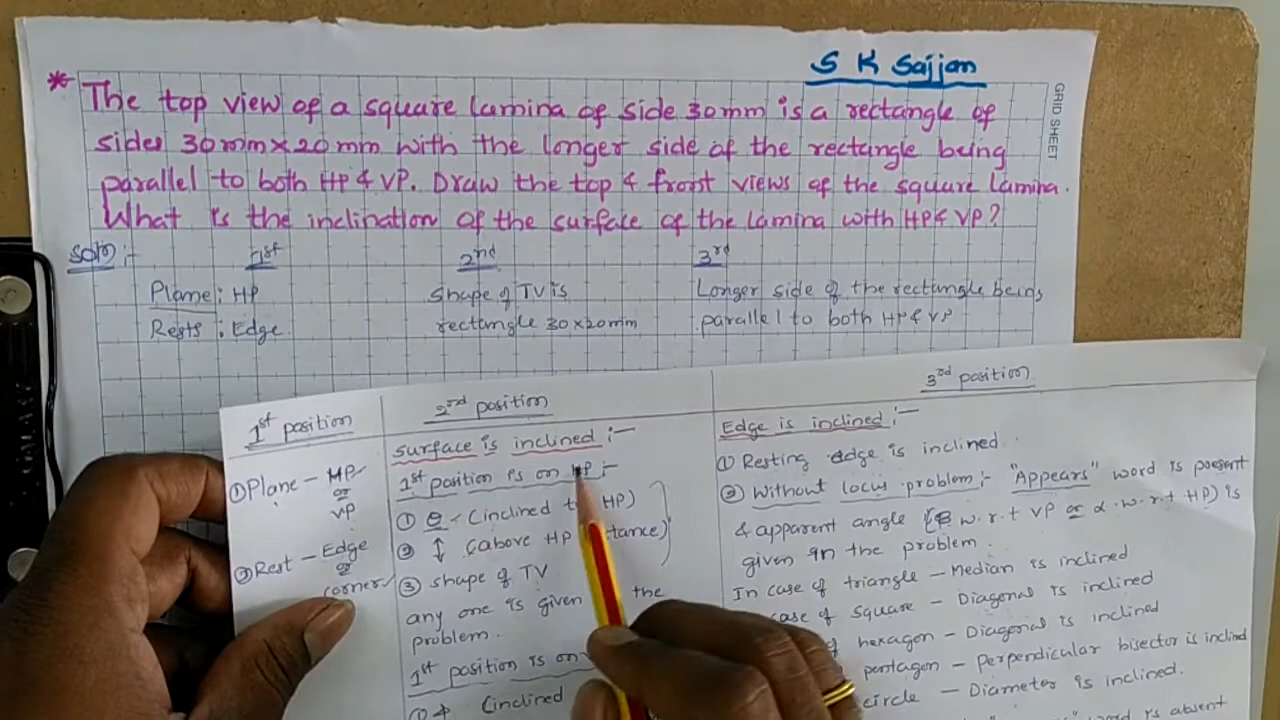 S K Sajjan
GRID SHEET
* The top view of a square lamina of side 30mm is a rectangle of
sides 30mm×20mm with the longer side of the rectangle being
parallel to both HP & VP. Draw the top & front views of the square lamina.
What is the inclination of the surface of the lamina with HP & VP?
Soln :-
1st
2nd
3rd
Plane : HP
Shape of TV is
Longer side of the rectangle being
Rests : Edge
rectangle 30×20mm
parallel to both HP & VP
1st position
2nd position
3rd position
① Plane - HP
or
VP
② Rest - Edge
or
corner
Surface is inclined :-
1st position is on HP :-
① θ - (inclined to HP)
② ↕ (above HP
③ shape of TV
any one is given the
problem.
1st position is on
① ϕ (inclined
Edge is inclined :-
① Resting edge is inclined.
② Without locus problem :- "Appears" word is present
& apparent angle (β w.r.t VP or α w.r.t HP) is
given in the problem.
In case of triangle - Median is inclined
case of square - Diagonal is inclined
hexagon - Diagonal is inclined
pentagon - Perpendicular bisector is inclined
circle - Diameter is inclined.
word is absent